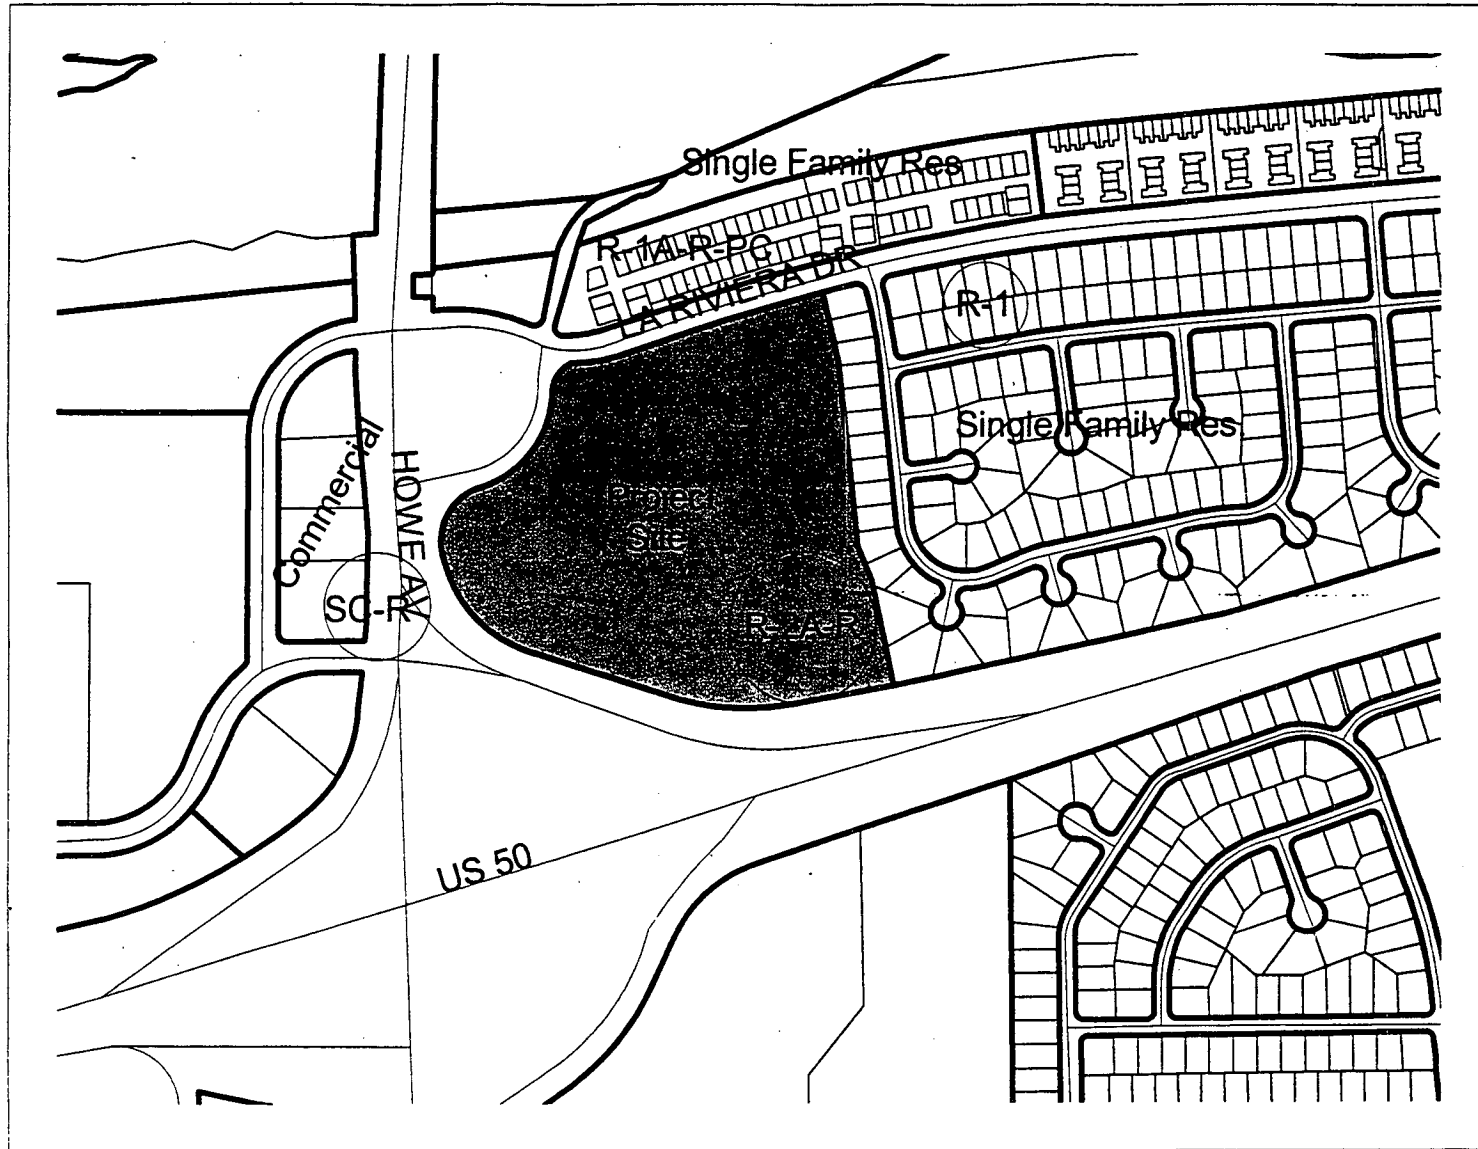 Single Family Res
R-1A-R-PC
LA RIVIERA DR
R-1
Single Family Res
Commercial
HOWE AV
Project
Site
SC-R
R-1A-R
US 50